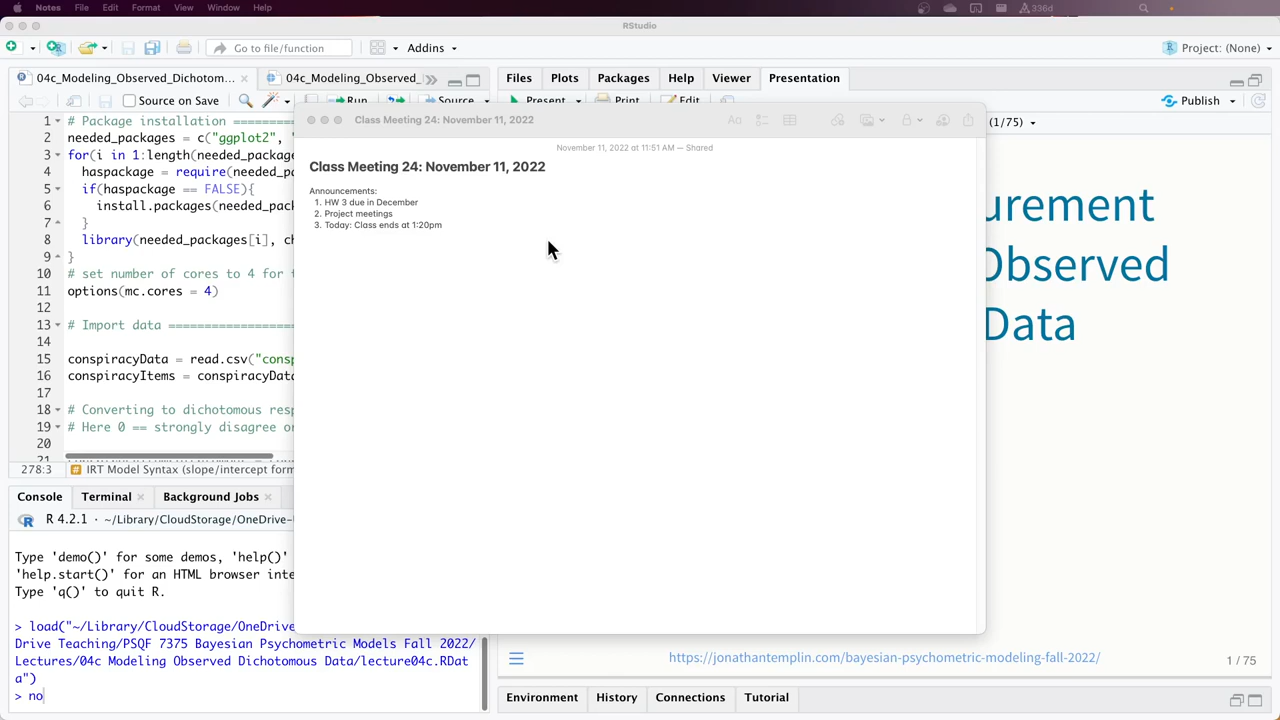 Notes File Edit Format View Window Help 336d
RStudio
Go to file/function Addins Project: (None)
04c_Modeling_Observed_Dichotom... 04c_Modeling_Observed_
Source on Save Run Source
1 # Package installation
2 needed_packages = c("ggplot2",
3 for(i in 1:length(needed_package
4 haspackage = require(needed_pa
5 if(haspackage == FALSE){
6 install.packages(needed_pack
7 }
8 library(needed_packages[i], ch
9 }
10 # set number of cores to 4 for
11 options(mc.cores = 4)
12
13 # Import data
14
15 conspiracyData = read.csv("consp
16 conspiracyItems = conspiracyData
17
18 # Converting to dichotomous resp
19 # Here 0 == strongly disagree or
20
21
278:3 IRT Model Syntax (slope/intercept form
Console Terminal Background Jobs
R 4.2.1 · ~/Library/CloudStorage/OneDrive-
Type 'demo()' for some demos, 'help()'
'help.start()' for an HTML browser inte
Type 'q()' to quit R.
> load("~/Library/CloudStorage/OneDrive
Drive Teaching/PSQF 7375 Bayesian Psychometric Models Fall 2022/
Lectures/04c Modeling Observed Dichotomous Data/lecture04c.RDat
a")
> no
Class Meeting 24: November 11, 2022
November 11, 2022 at 11:51 AM — Shared
Class Meeting 24: November 11, 2022
Announcements:
1. HW 3 due in December
2. Project meetings
3. Today: Class ends at 1:20pm
Files Plots Packages Help Viewer Presentation
Present Print Edit Publish
(1/75)
urement
Observed
Data
https://jonathantemplin.com/bayesian-psychometric-modeling-fall-2022/ 1 / 75
Environment History Connections Tutorial